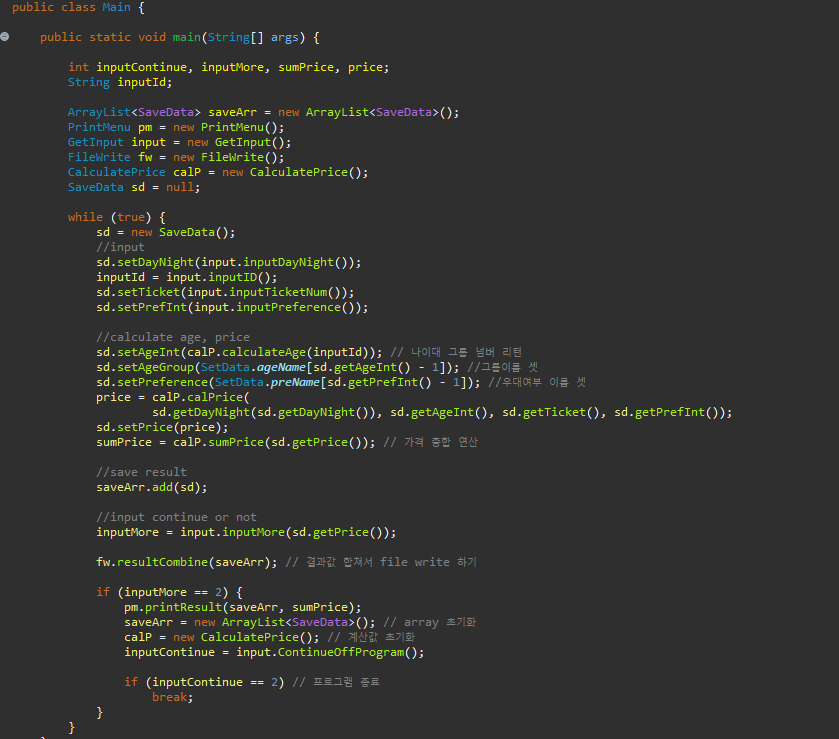 public class Main {
public static void main(String[] args) {
int inputContinue, inputMore, sumPrice, price;
String inputId;
ArrayList<SaveData> saveArr = new ArrayList<SaveData>();
PrintMenu pm = new PrintMenu();
GetInput input = new GetInput();
FileWrite fw = new FileWrite();
CalculatePrice calP = new CalculatePrice();
SaveData sd = null;
while (true) {
sd = new SaveData();
//input
sd.setDayNight(input.inputDayNight());
inputId = input.inputID();
sd.setTicket(input.inputTicketNum());
sd.setPrefInt(input.inputPreference());
//calculate age, price
sd.setAgeInt(calP.calculateAge(inputId)); // 나이대 그룹 넘버 리턴
sd.setAgeGroup(SetData.ageName[sd.getAgeInt() - 1]); //그룹이름 셋
sd.setPreference(SetData.preName[sd.getPrefInt() - 1]); //우대여부 이름 셋
price = calP.calPrice(
sd.getDayNight(sd.getDayNight()), sd.getAgeInt(), sd.getTicket(), sd.getPrefInt());
sd.setPrice(price);
sumPrice = calP.sumPrice(sd.getPrice()); // 가격 총합 연산
//save result
saveArr.add(sd);
//input continue or not
inputMore = input.inputMore(sd.getPrice());
fw.resultCombine(saveArr); // 결과값 합쳐서 file write 하기
if (inputMore == 2) {
pm.printResult(saveArr, sumPrice);
saveArr = new ArrayList<SaveData>(); // array 초기화
calP = new CalculatePrice(); // 계산값 초기화
inputContinue = input.ContinueOffProgram();
if (inputContinue == 2) // 프로그램 종료
break;
}
}